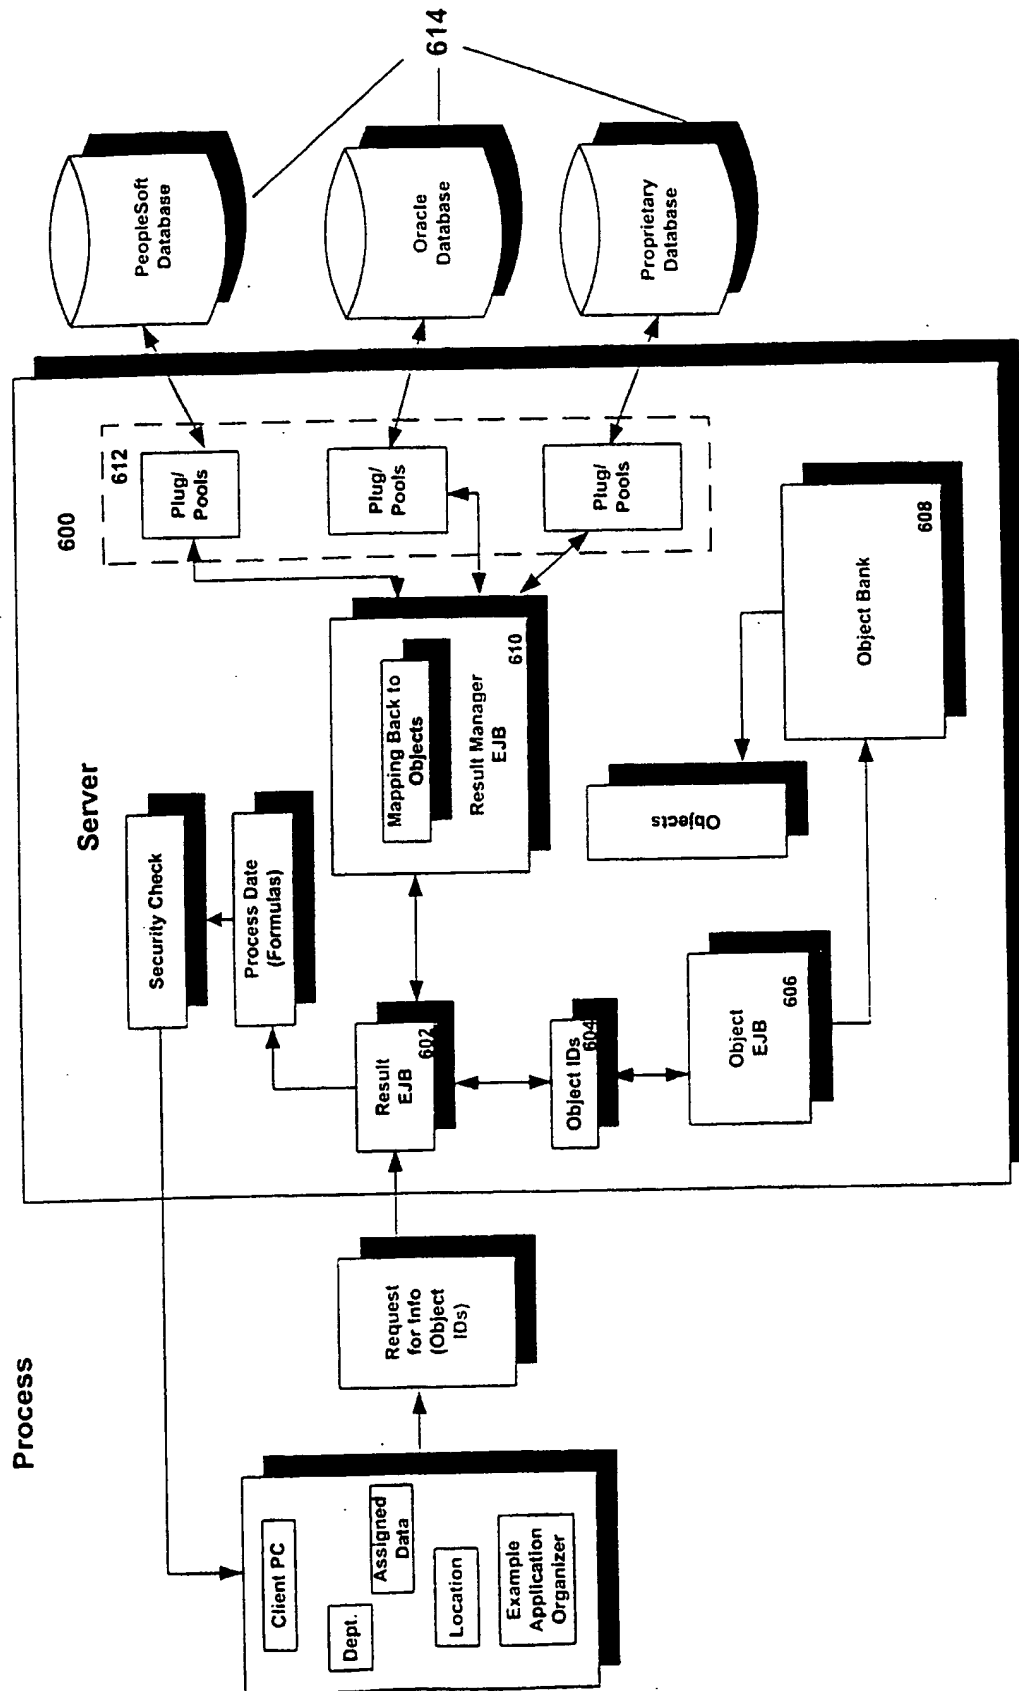 Process
Client PC
Dept.
Assigned
Data
Location
Example
Application
Organizer
Request
for Info
(Object
IDs)
Server
600
Security Check
Process Date
(Formulas)
Result
EJB
602
Object IDs
604
Object
EJB
606
Mapping Back to
Objects
Result Manager
EJB
610
Objects
Object Bank
608
612
Plug/
Pools
Plug/
Pools
Plug/
Pools
PeopleSoft
Database
Oracle
Database
Proprietary
Database
614